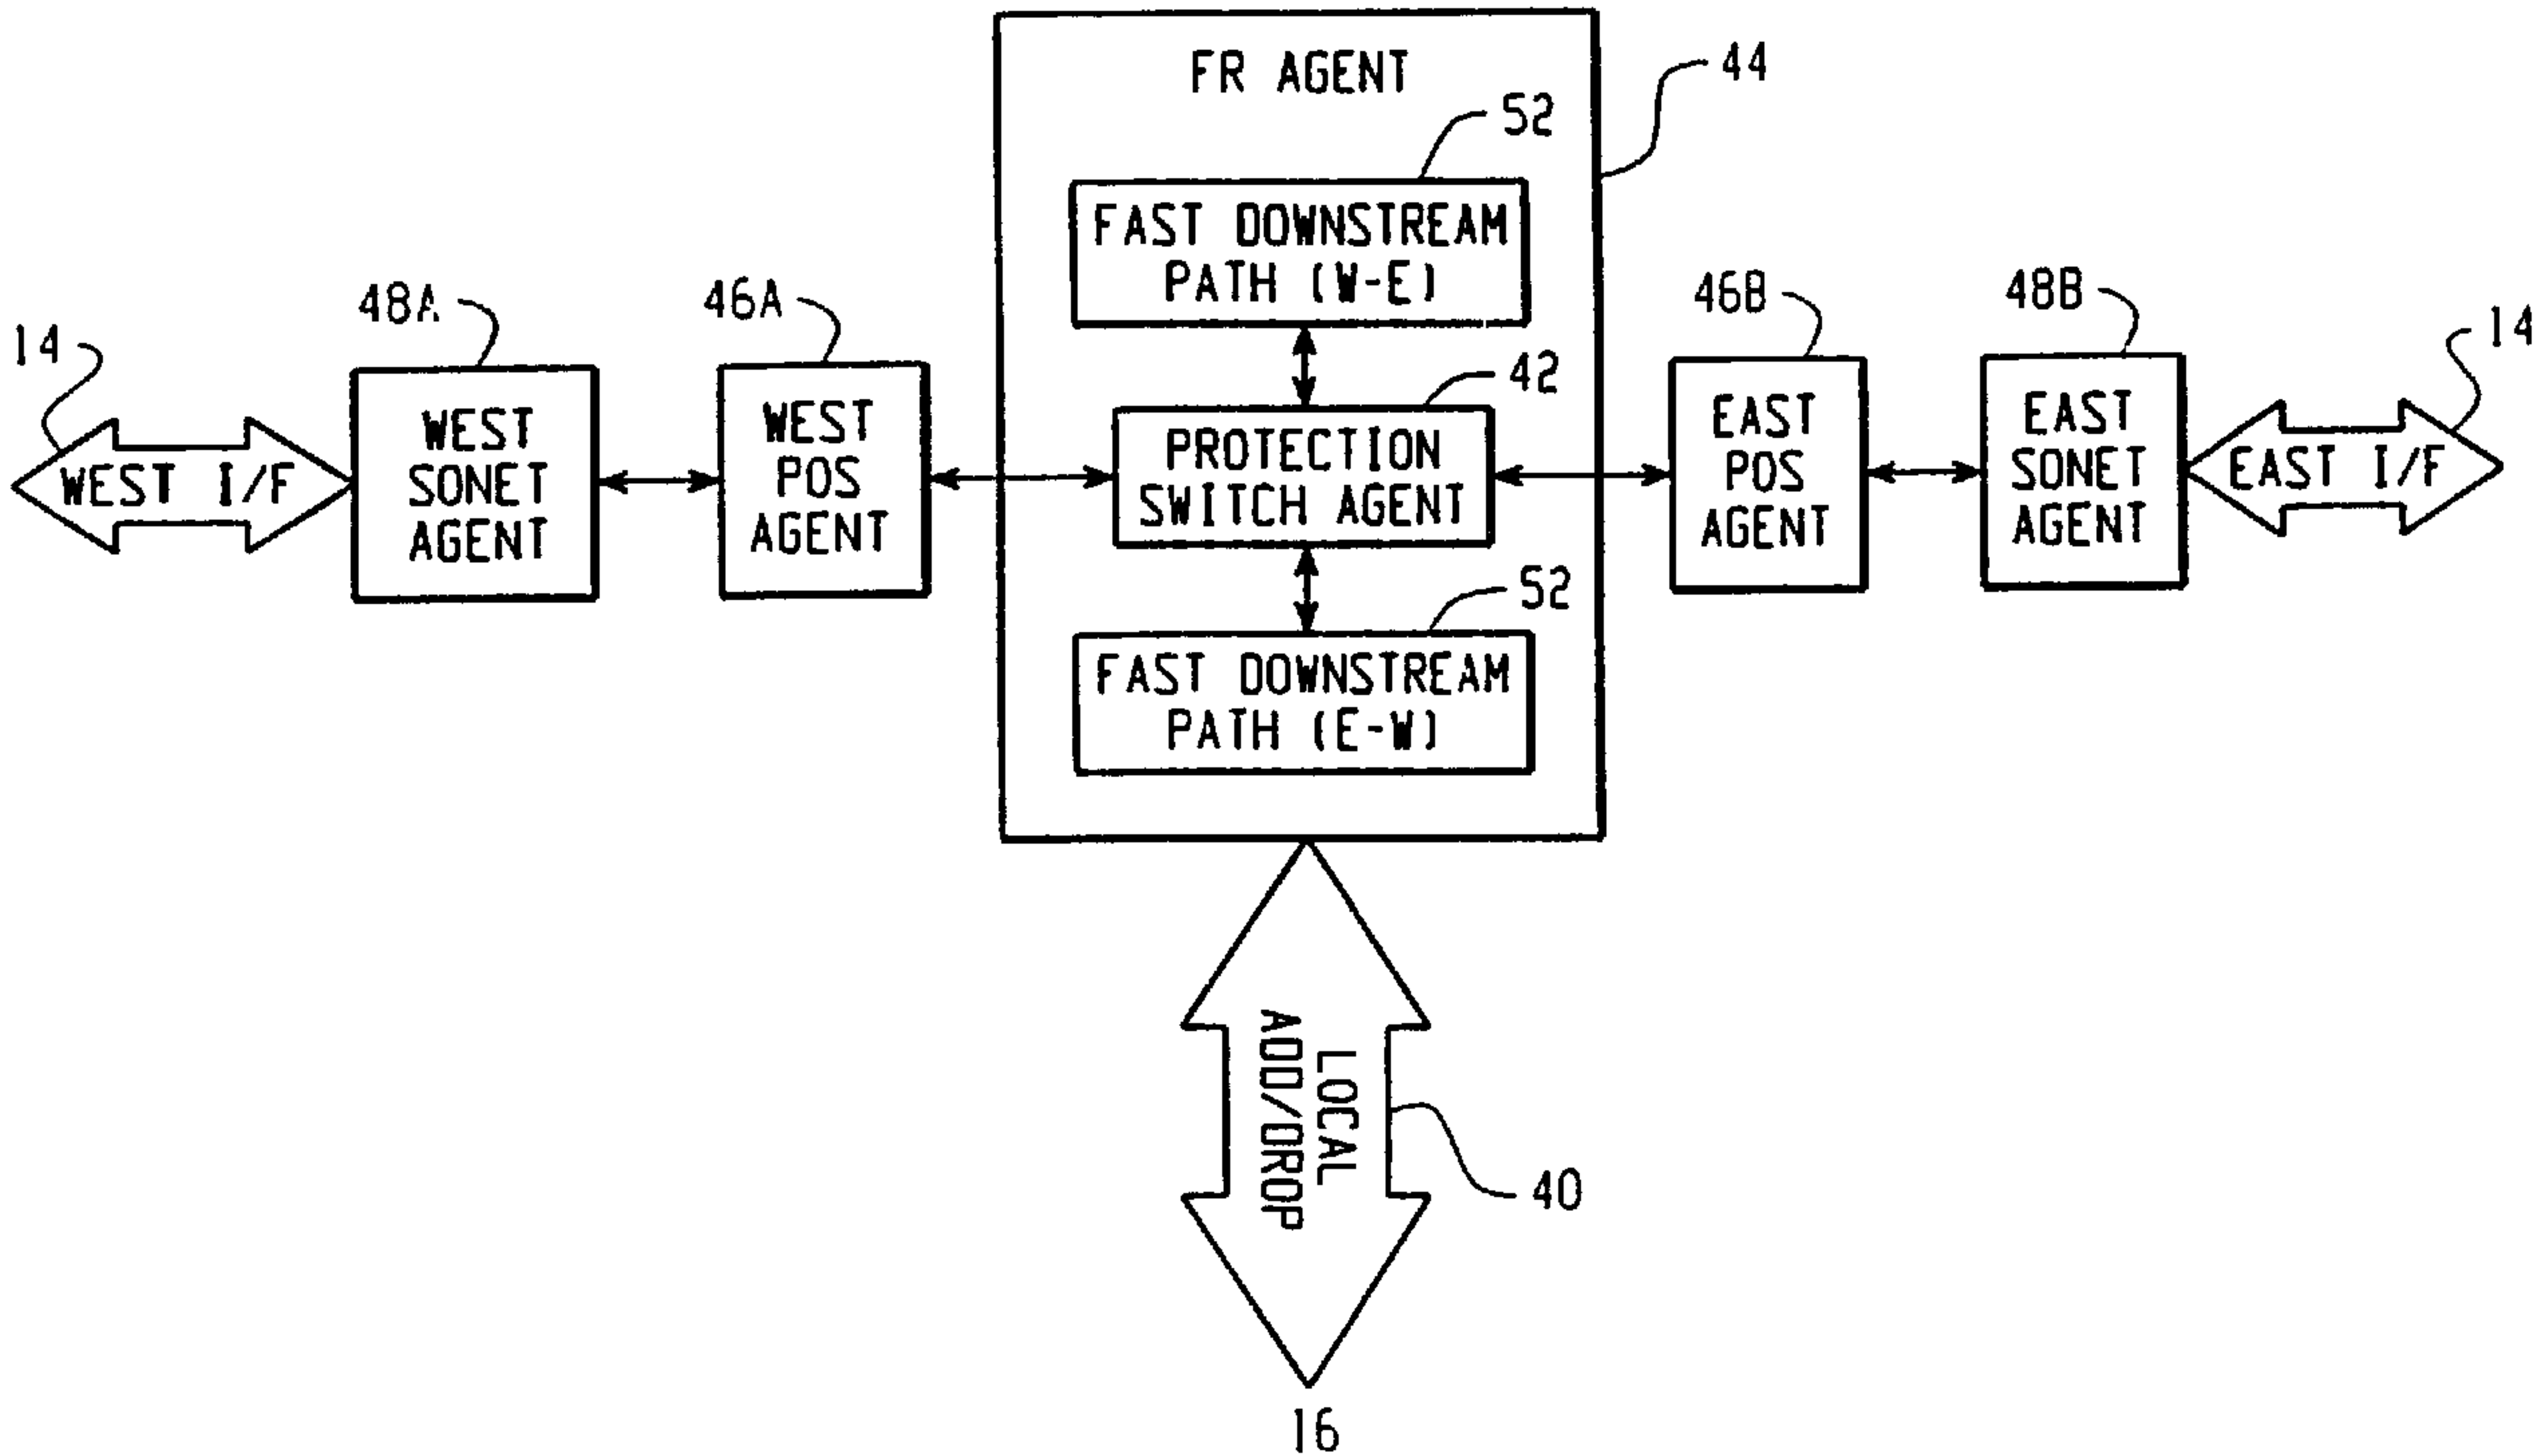 FR AGENT
44
52
FAST DOWNSTREAM
PATH (W-E)
14
48A
46A
42
46B
48B
14
WEST I/F
WEST
SONET
AGENT
WEST
POS
AGENT
PROTECTION
SWITCH AGENT
EAST
POS
AGENT
EAST
SONET
AGENT
EAST I/F
52
FAST DOWNSTREAM
PATH (E-W)
LOCAL
ADD/DROP
40
16